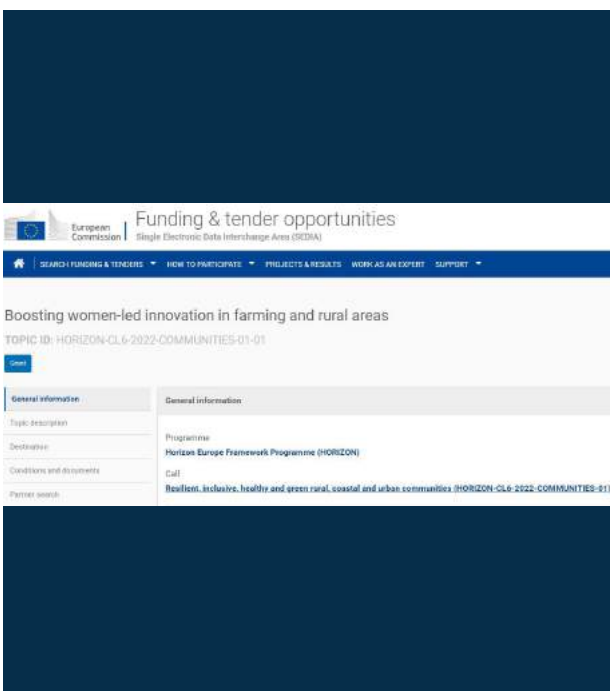 European
Commission
Funding & tender opportunities
Single Electronic Data Interchange Area (SEDIA)
SEARCH FUNDING & TENDERS HOW TO PARTICIPATE PROJECTS & RESULTS WORK AS AN EXPERT SUPPORT
Boosting women-led innovation in farming and rural areas
TOPIC ID: HORIZON-CL6-2022-COMMUNITIES-01-01
Grant
General information
General information
Topic description
Destination
Conditions and documents
Partner search
Programme
Horizon Europe Framework Programme (HORIZON)
Call
Resilient, inclusive, healthy and green rural, coastal and urban communities (HORIZON-CL6-2022-COMMUNITIES-01)